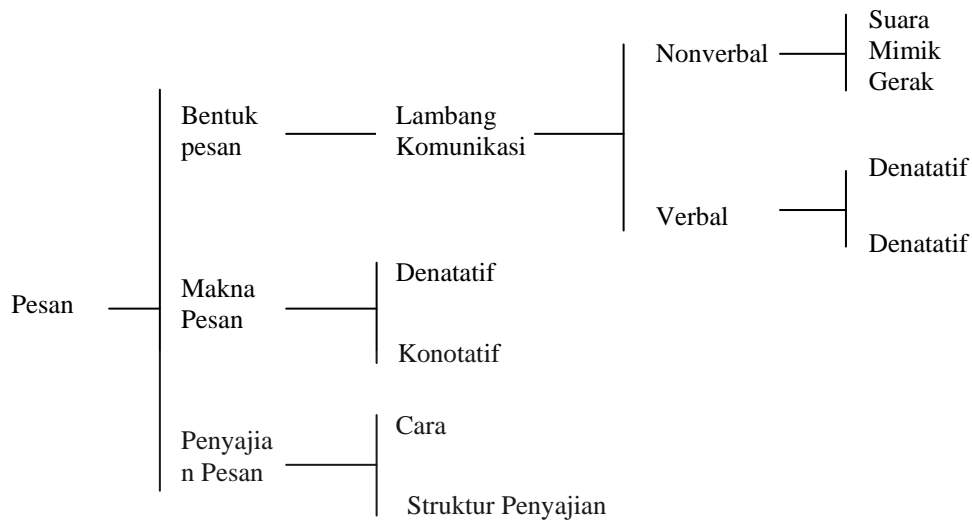 Pesan
Bentuk
pesan
Lambang
Komunikasi
Nonverbal
Suara
Mimik
Gerak
Verbal
Denatatif
Denatatif
Makna
Pesan
Denatatif
Konotatif
Penyajia
n Pesan
Cara
Struktur Penyajian